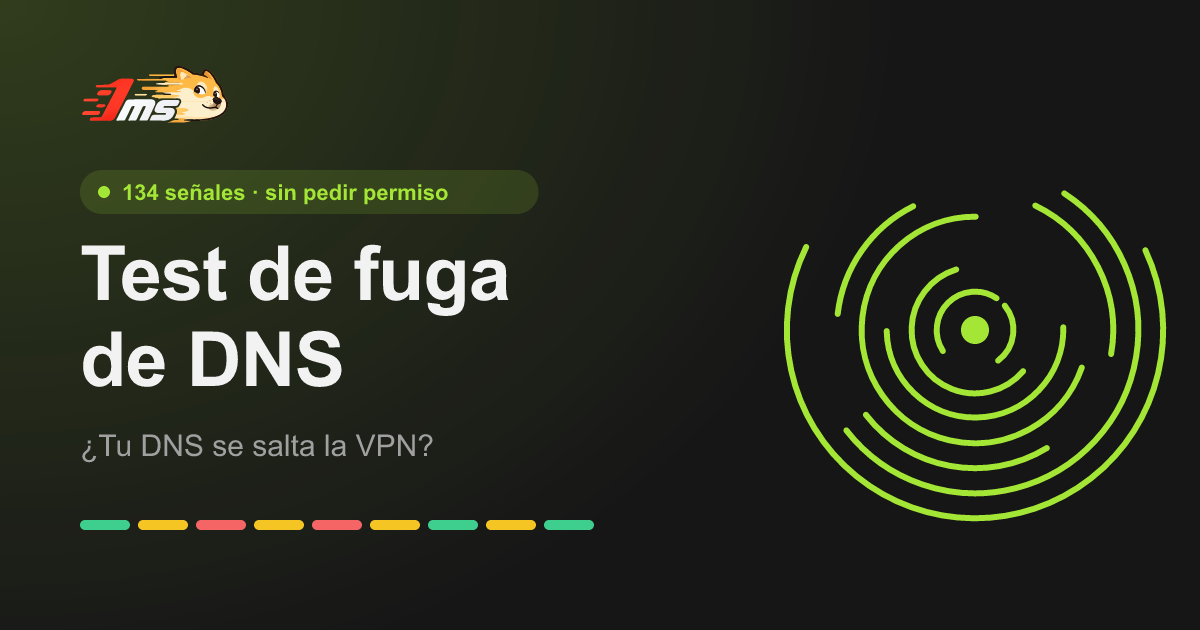 1ms
134 señales · sin pedir permiso
Test de fuga
de DNS
¿Tu DNS se salta la VPN?